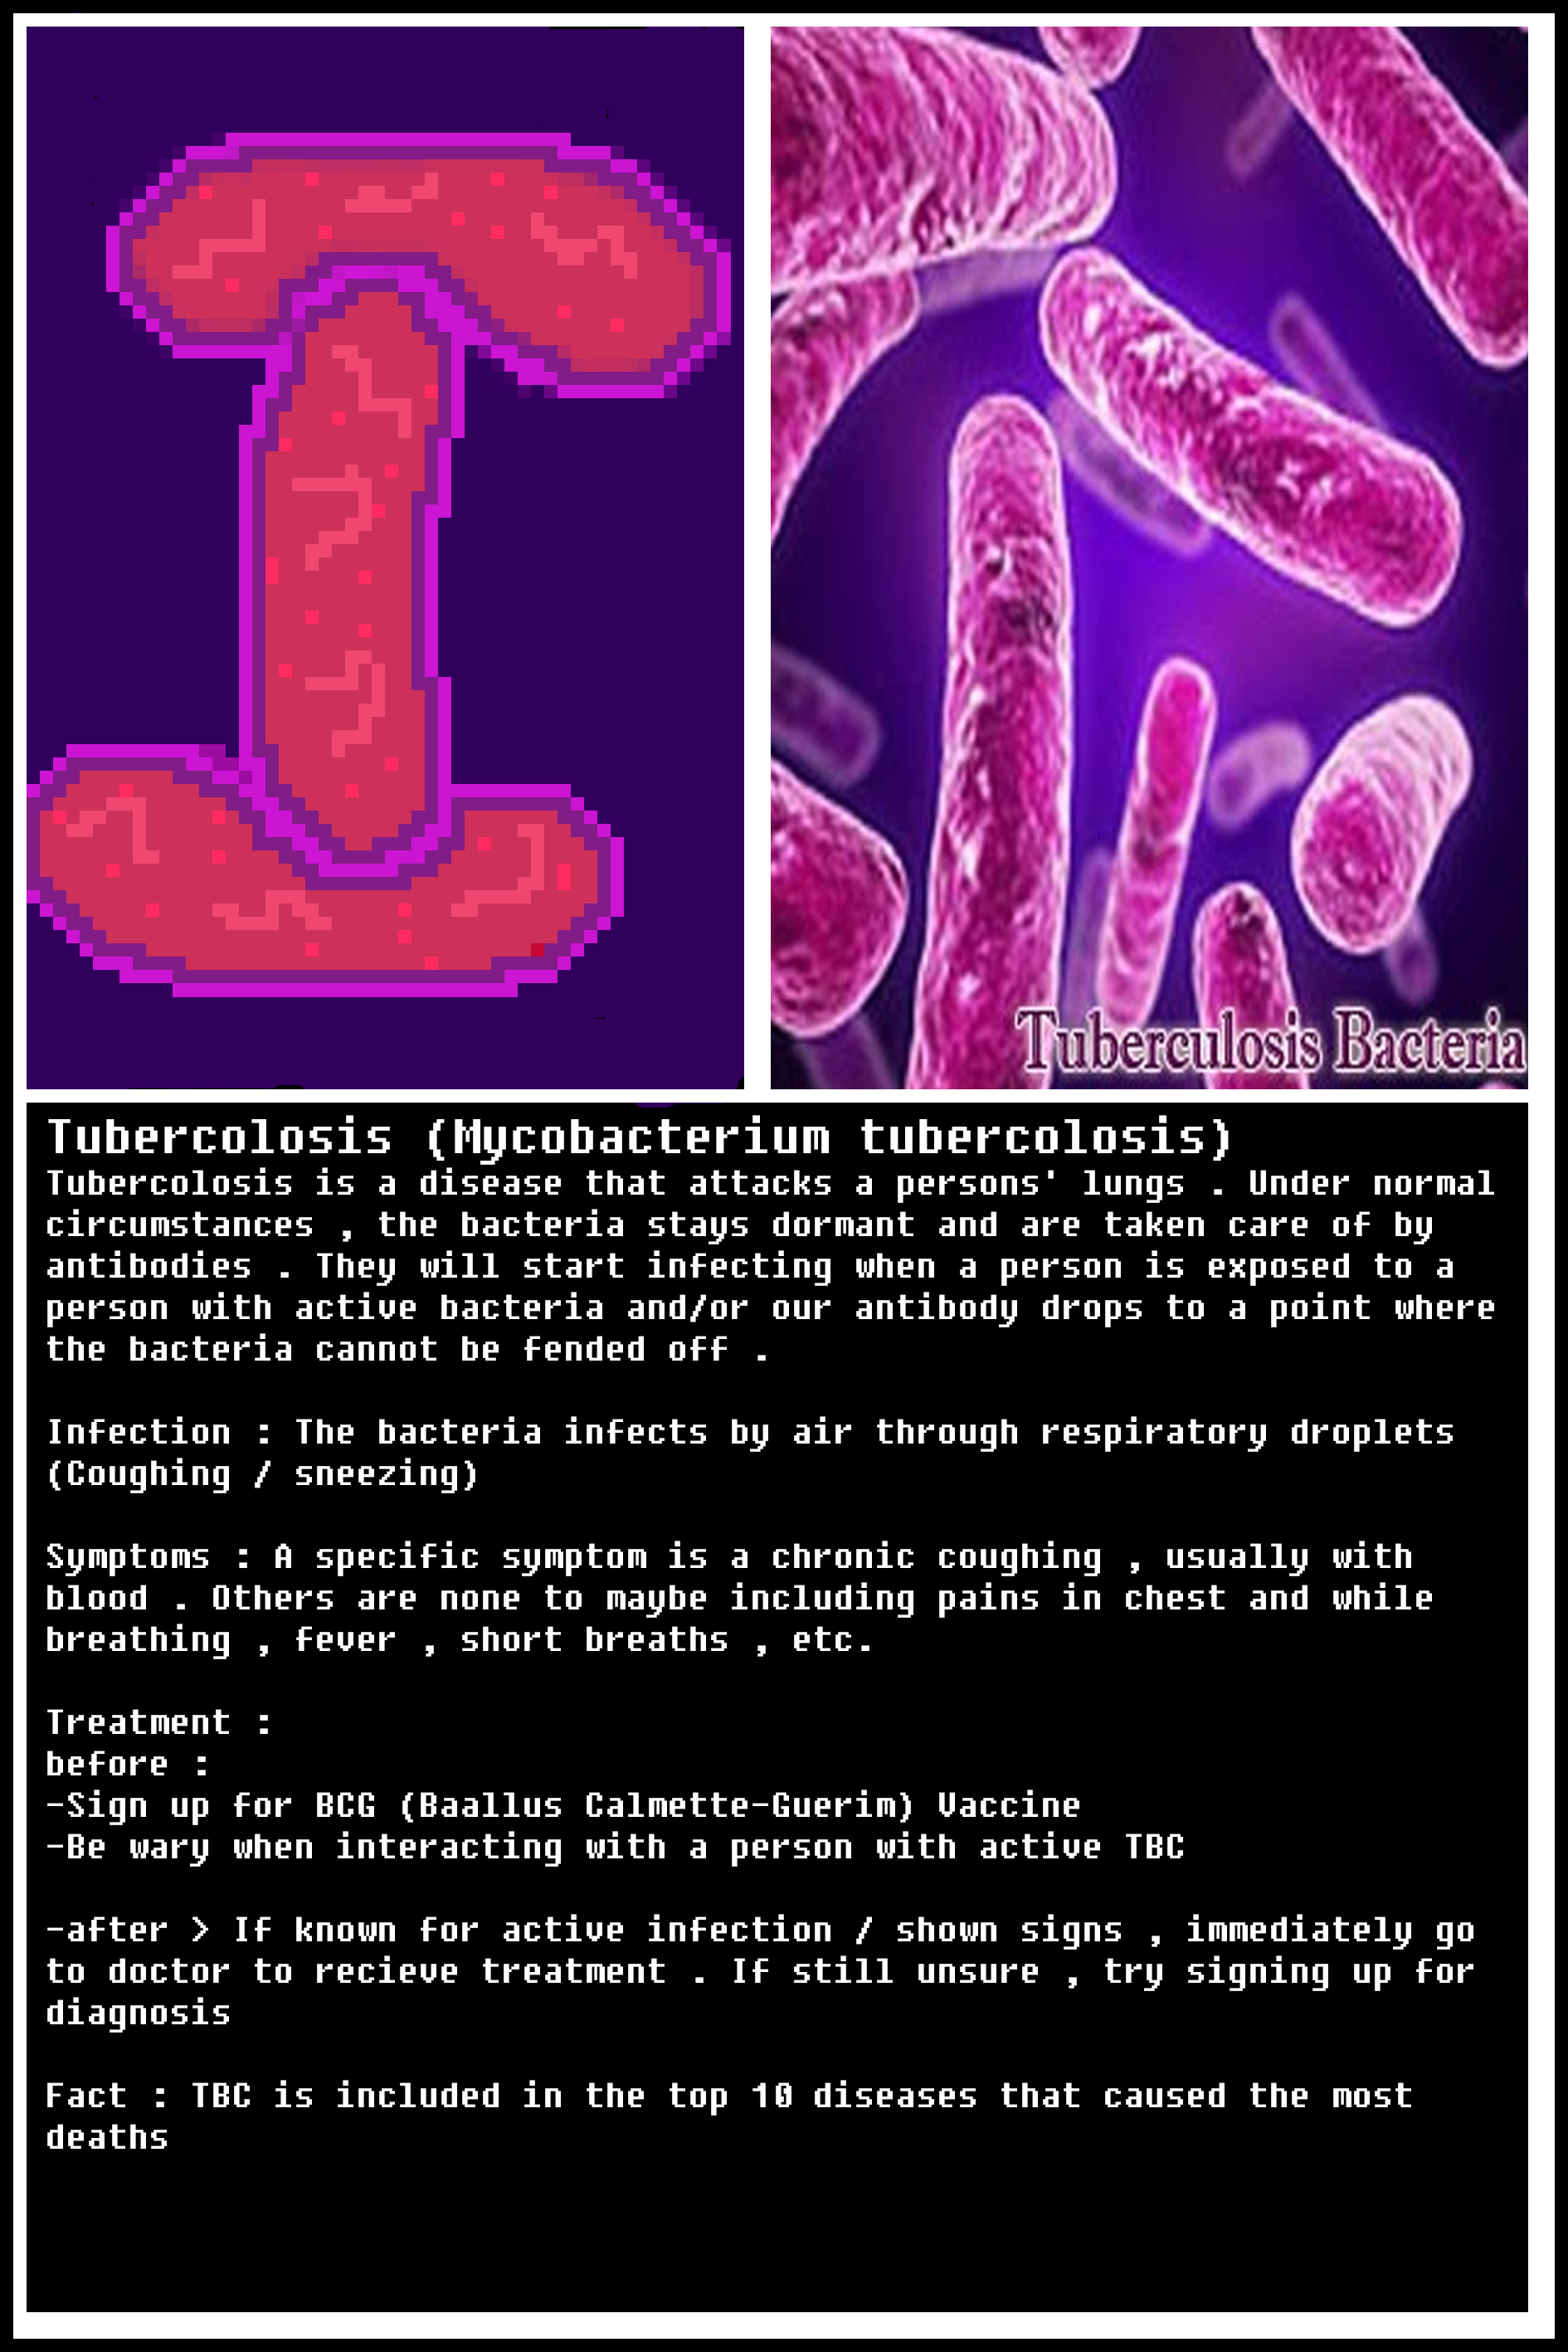 Tuberculosis Bacteria
Tubercolosis (Mycobacterium tubercolosis)
Tubercolosis is a disease that attacks a persons' lungs . Under normal
circumstances , the bacteria stays dormant and are taken care of by
antibodies . They will start infecting when a person is exposed to a
person with active bacteria and/or our antibody drops to a point where
the bacteria cannot be fended off .
Infection : The bacteria infects by air through respiratory droplets
(Coughing / sneezing)
Symptoms : A specific symptom is a chronic coughing , usually with
blood . Others are none to maybe including pains in chest and while
breathing , fever , short breaths , etc.
Treatment :
before :
-Sign up for BCG (Baallus Calmette-Guerim) Vaccine
-Be wary when interacting with a person with active TBC
-after > If known for active infection / shown signs , immediately go
to doctor to recieve treatment . If still unsure , try signing up for
diagnosis
Fact : TBC is included in the top 10 diseases that caused the most
deaths